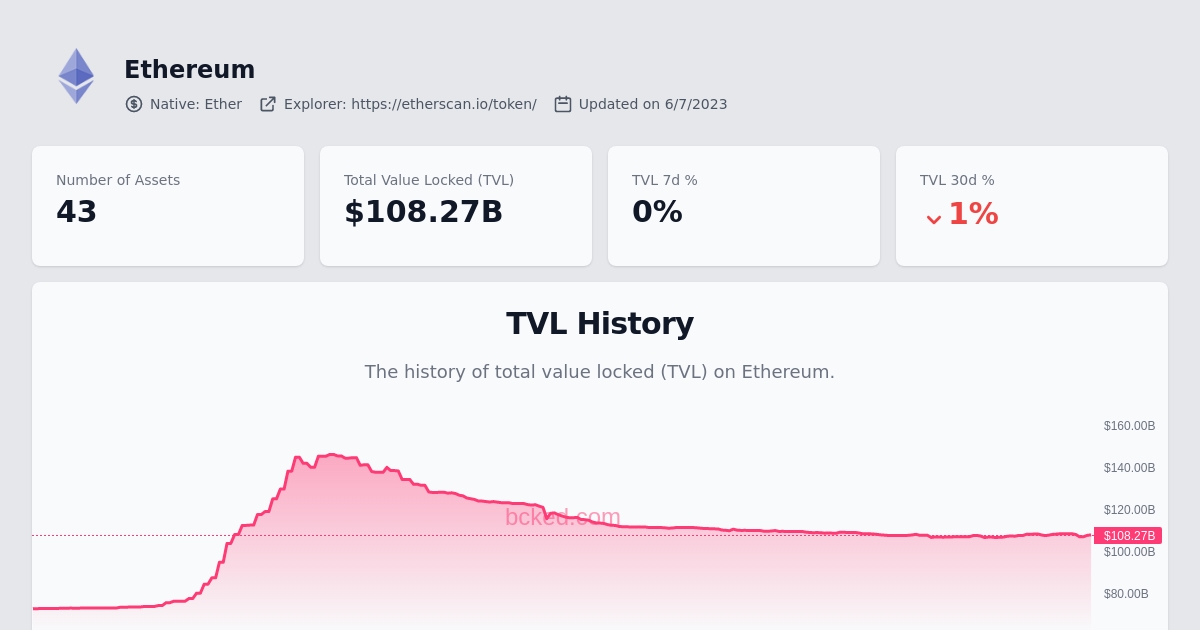 Ethereum
Native: Ether Explorer: https://etherscan.io/token/ Updated on 6/7/2023
Number of Assets
43
Total Value Locked (TVL)
$108.27B
TVL 7d %
0%
TVL 30d %
1%
TVL History
The history of total value locked (TVL) on Ethereum.
$160.00B
$140.00B
$120.00B
bcked.com
$108.27B
$100.00B
$80.00B